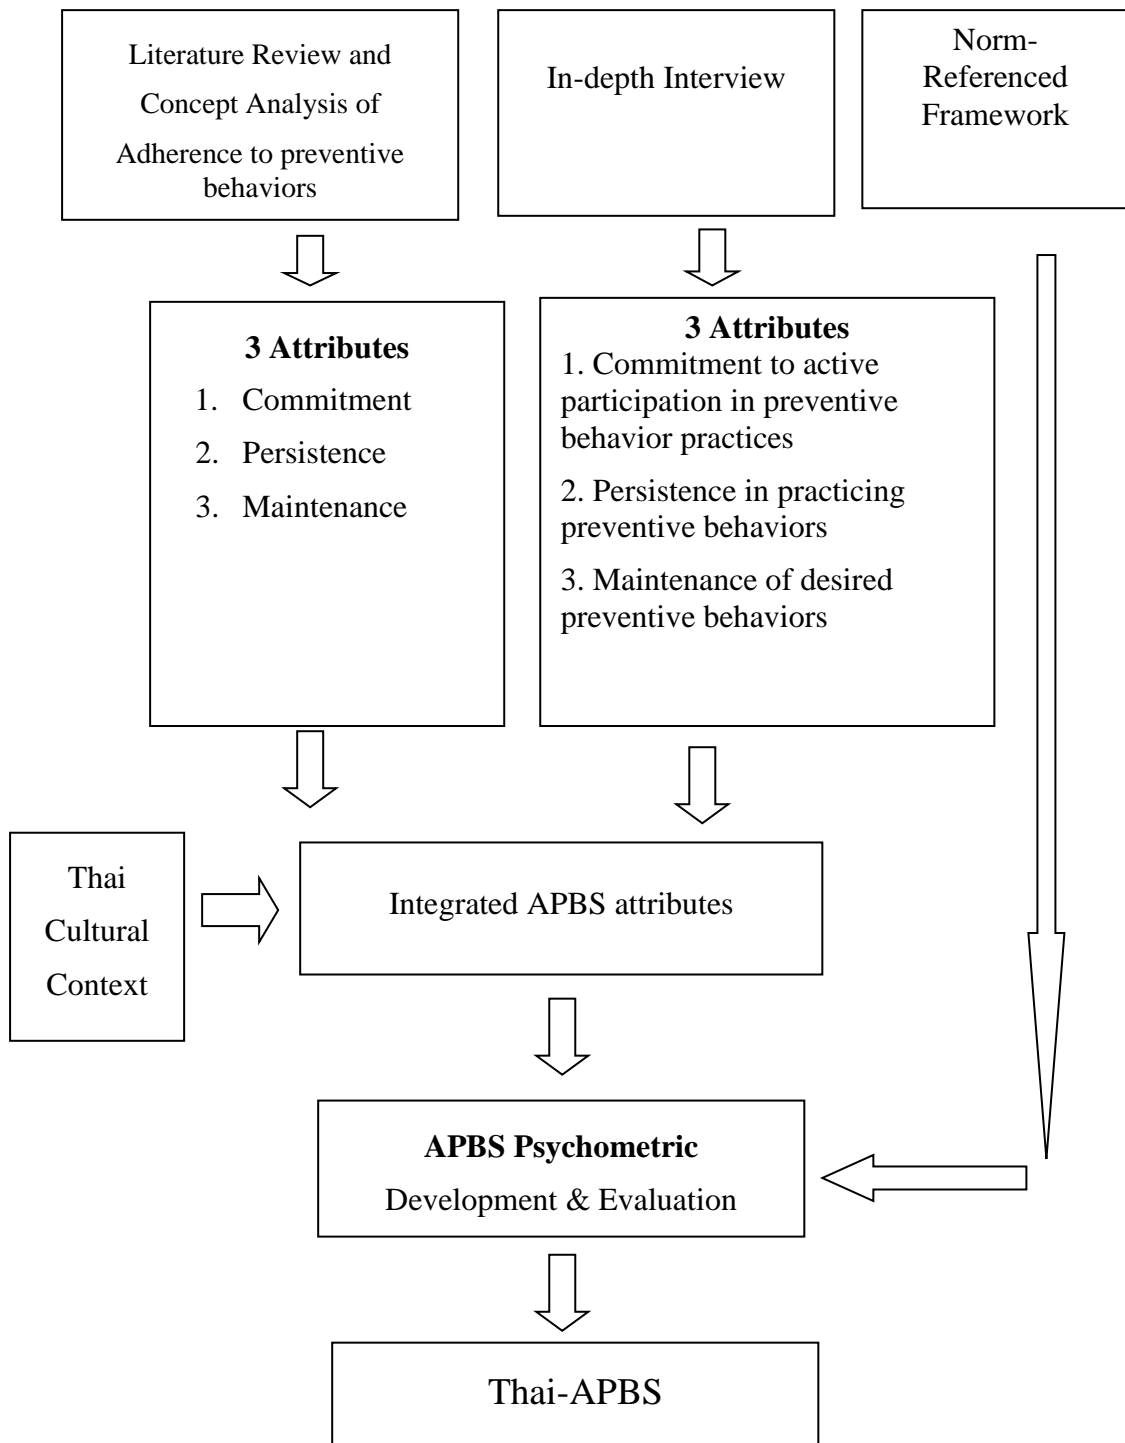 Literature Review and
Concept Analysis of
Adherence to preventive
behaviors
In-depth Interview
Norm-
Referenced
Framework
3 Attributes
1. Commitment
2. Persistence
3. Maintenance
3 Attributes
1. Commitment to active
participation in preventive
behavior practices
2. Persistence in practicing
preventive behaviors
3. Maintenance of desired
preventive behaviors
Thai
Cultural
Context
Integrated APBS attributes
APBS Psychometric
Development & Evaluation
Thai-APBS